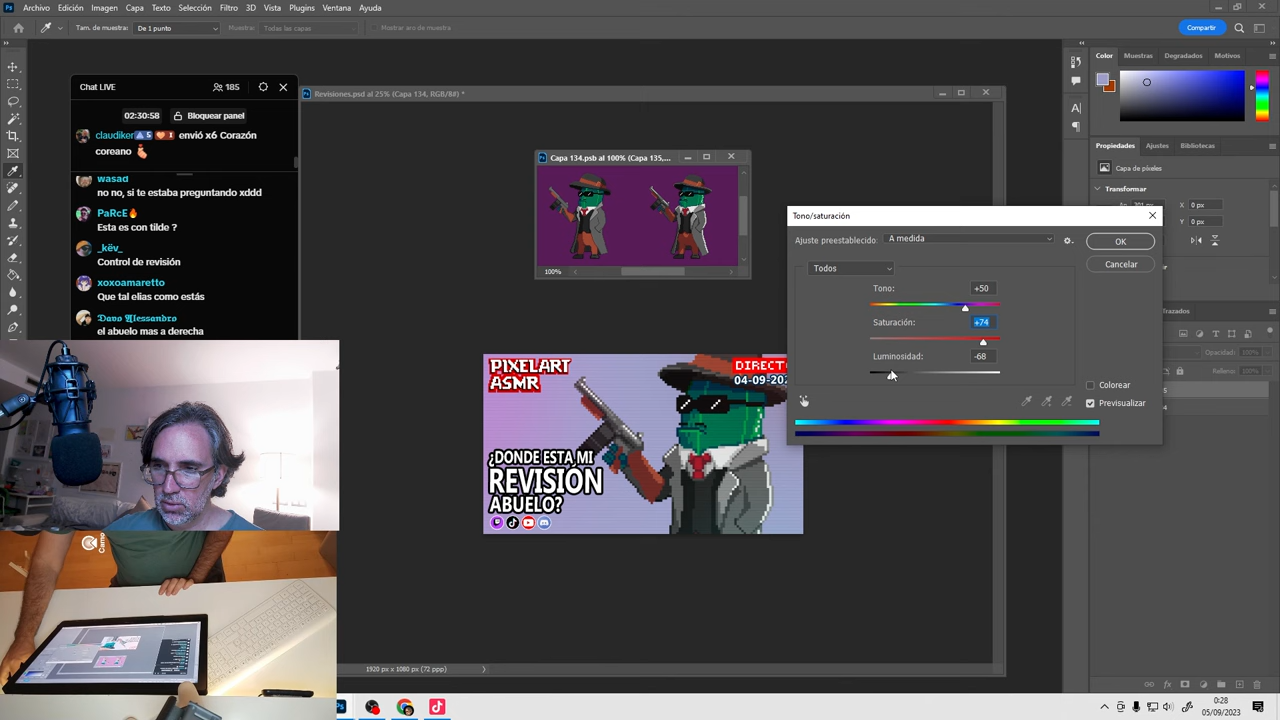 Archivo Edición Imagen Capa Texto Selección Filtro 3D Vista Plugins Ventana Ayuda
Tam. de muestra: De 1 punto Muestra: Todas las capas Mostrar aro de muestra
Compartir
Chat LIVE 185
02:30:58 Bloquear panel
claudiker 5 1 envió x6 Corazón
coreano
wasad
no no, si te estaba preguntando xddd
PaRcE
Esta es con tilde ?
_këv_
Control de revisión
xoxoamaretto
Que tal elias como estás
Davo Alessandro
el abuelo mas a derecha
Revisiones.psd al 25% (Capa 134, RGB/8#) *
Capa 134.psb al 100% (Capa 135,...
100%
PIXELART
ASMR
DIRECT
04-09-202
¿DONDE ESTA MI
REVISIÓN
ABUELO?
1920 px x 1080 px (72 ppp)
Tono/saturación
Ajuste preestablecido: A medida
OK
Cancelar
Todos
Tono: +50
Saturación: +74
Luminosidad: -68
Colorear
Previsualizar
Color Muestras Degradados Motivos
Propiedades Ajustes Bibliotecas
Capa de píxeles
Transformar
X 0 px
Y 0 px
Trazados
Opacidad: 100%
Relleno: 100%
Camo
0:28
05/09/2023